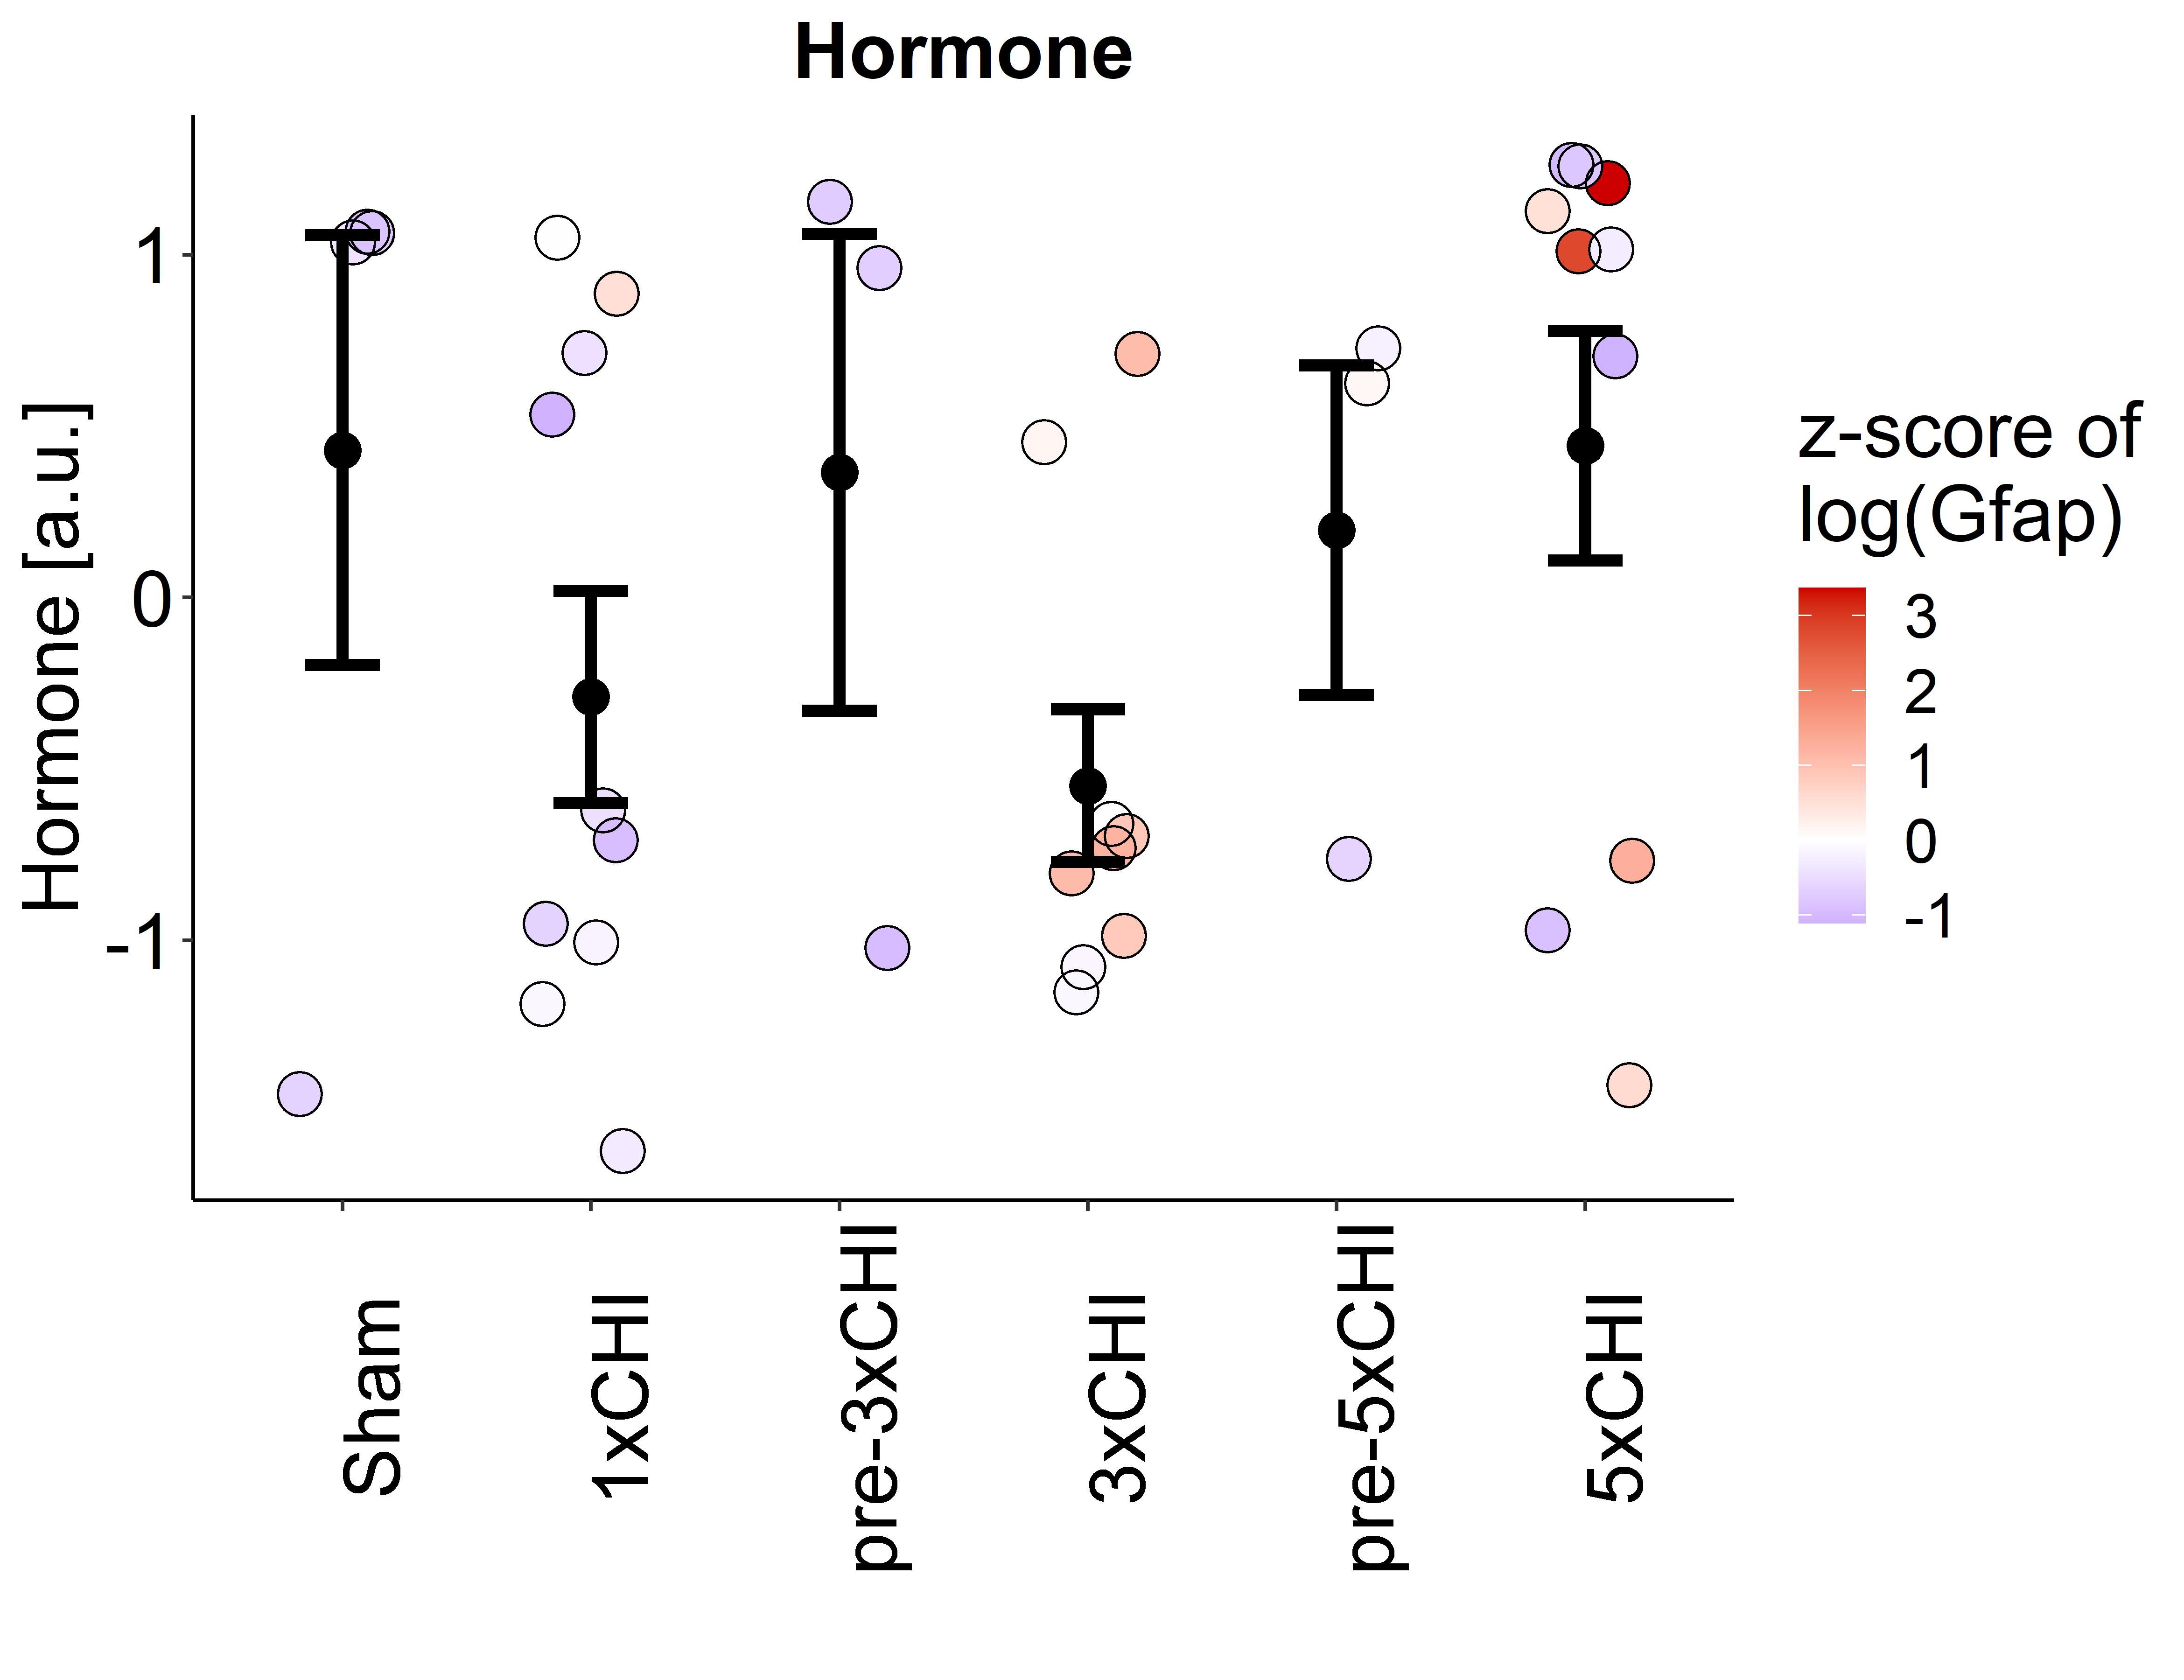 Hormone
Hormone [a.u.]
1
0
-1
Sham
1xCHI
pre-3xCHI
3xCHI
pre-5xCHI
5xCHI
z-score of
log(Gfap)
3
2
1
0
-1